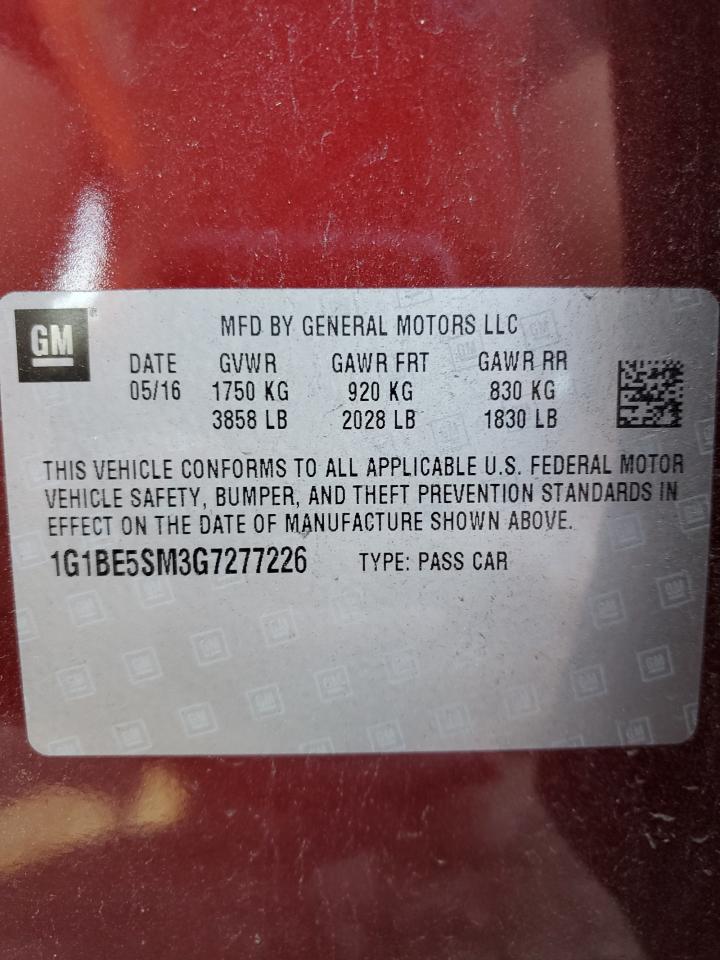 GM
MFD BY GENERAL MOTORS LLC
DATE GVWR GAWR FRT GAWR RR
05/16 1750 KG 920 KG 830 KG
3858 LB 2028 LB 1830 LB
THIS VEHICLE CONFORMS TO ALL APPLICABLE U.S. FEDERAL MOTOR
VEHICLE SAFETY, BUMPER, AND THEFT PREVENTION STANDARDS IN
EFFECT ON THE DATE OF MANUFACTURE SHOWN ABOVE.
1G1BE5SM3G7277226 TYPE: PASS CAR